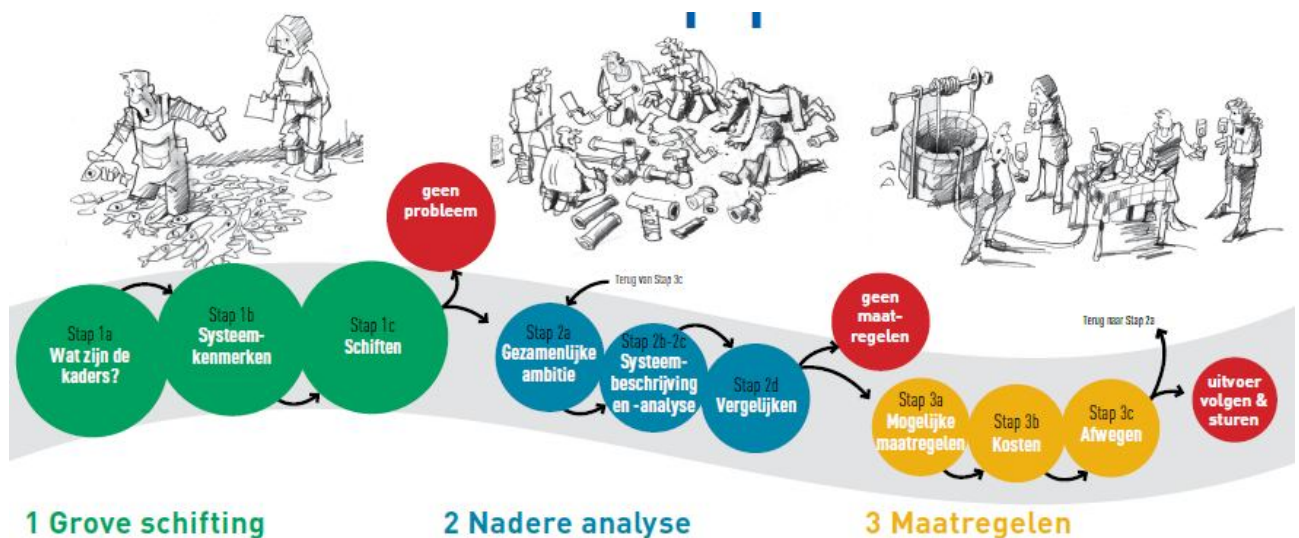 geen
probleem
Terug van Stap 3c
Stap 1a
Wat zijn de
kaders?
Stap 1b
Systeem-
kenmerken
Stap 1c
Schiften
Stap 2a
Gezamenlijke
ambitie
Stap 2b-2c
Systeem-
beschrijving
en -analyse
Stap 2d
Vergelijken
geen
maat-
regelen
Terug naar Stap 2a
Stap 3a
Mogelijke
maatregelen
Stap 3b
Kosten
Stap 3c
Afwegen
uitvoer
volgen &
sturen
1 Grove schifting
2 Nadere analyse
3 Maatregelen